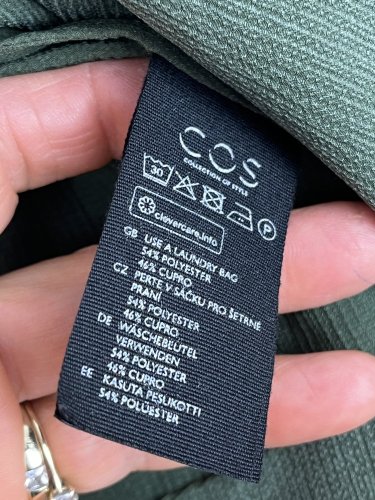 COS
COLLECTION OF STYLE
30
P
clevercare.info
GB USE A LAUNDRY BAG
54% POLYESTER
46% CUPRO
CZ PERTE V SÁČKU PRO ŠETRNÉ
PRANÍ
54% POLYESTER
46% CUPRO
DE WÄSCHEBEUTEL
VERWENDEN
54% POLYESTER
46% CUPRO
EE KASUTA PESUKOTTI
54% POLÜESTER